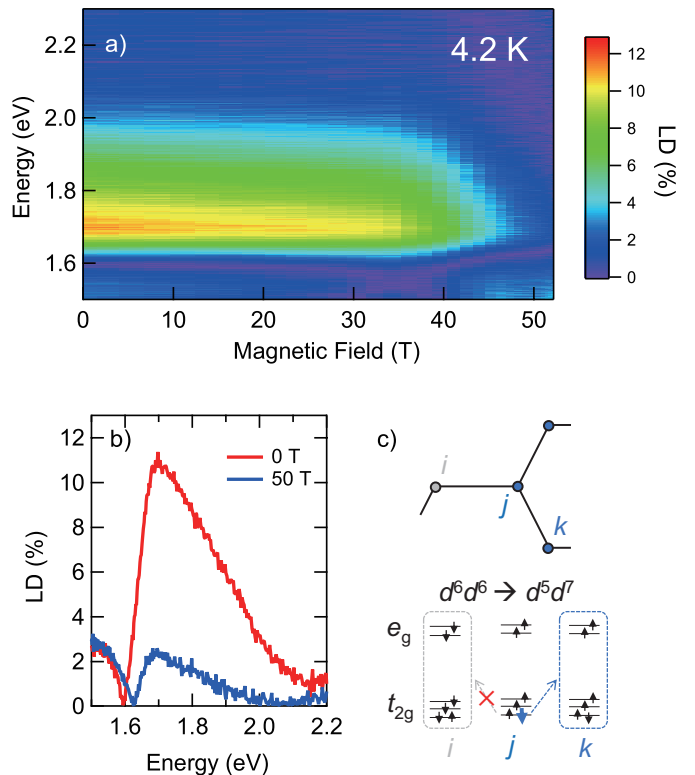 a)
4.2 K
2.2
2.0
1.8
1.6
Energy (eV)
0 10 20 30 40 50
Magnetic Field (T)
12
10
8
6
4
2
0
LD (%)
b)
0 T
50 T
12
10
8
6
4
2
0
LD (%)
1.6 1.8 2.0 2.2
Energy (eV)
c)
i
j
k
d⁶d⁶ → d⁵d⁷
e_g
t_2g
i j k